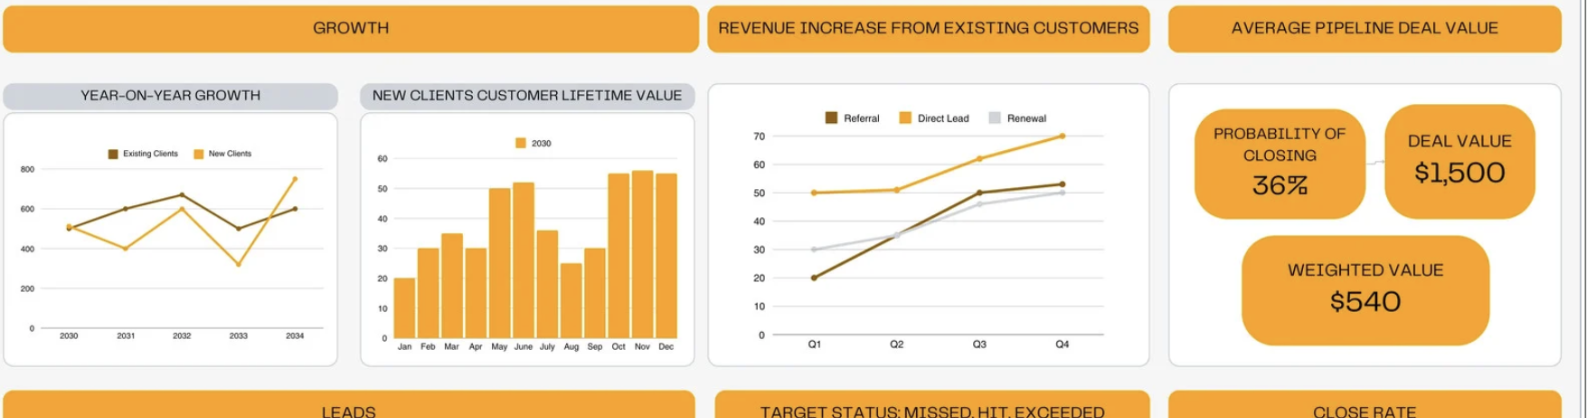 GROWTH
REVENUE INCREASE FROM EXISTING CUSTOMERS
AVERAGE PIPELINE DEAL VALUE
YEAR-ON-YEAR GROWTH
Existing Clients New Clients
800
600
400
200
0
2030 2031 2032 2033 2034
NEW CLIENTS CUSTOMER LIFETIME VALUE
2030
60
50
40
30
20
10
0
Jan Feb Mar Apr May June July Aug Sep Oct Nov Dec
Referral Direct Lead Renewal
70
60
50
40
30
20
10
0
Q1 Q2 Q3 Q4
PROBABILITY OF
CLOSING
36%
DEAL VALUE
$1,500
WEIGHTED VALUE
$540
LEADS
TARGET STATUS: MISSED, HIT, EXCEEDED
CLOSE RATE